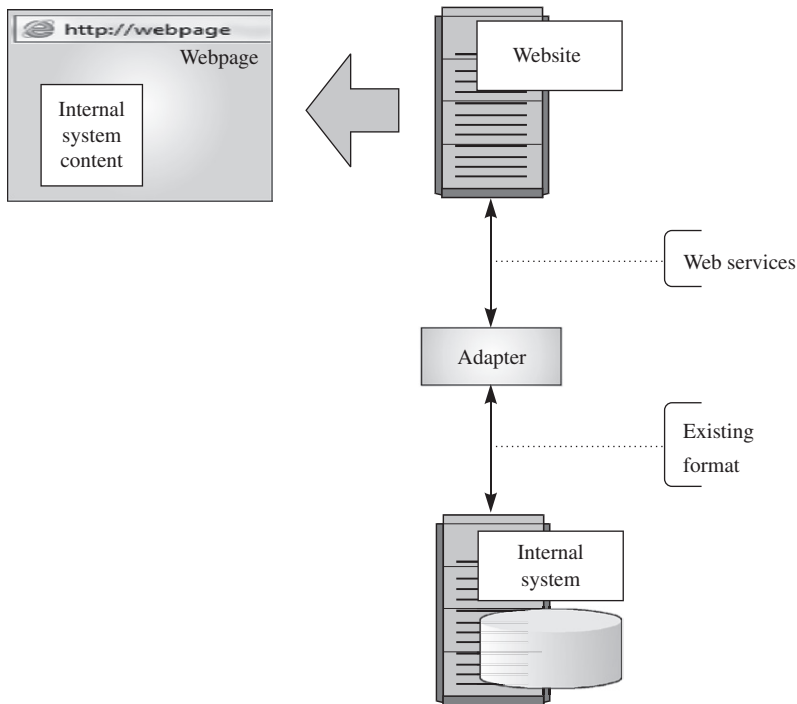 http://webpage
Webpage
Internal
system
content
Website
Web services
Adapter
Existing
format
Internal
system